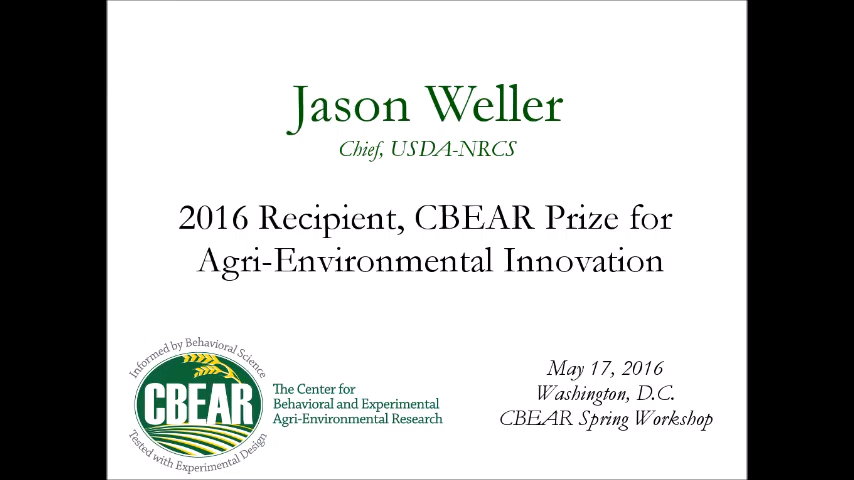 Jason Weller
Chief, USDA-NRCS
2016 Recipient, CBEAR Prize for
Agri-Environmental Innovation
Informed by Behavioral Science
CBEAR
Tested with Experimental Design
The Center for
Behavioral and Experimental
Agri-Environmental Research
May 17, 2016
Washington, D.C.
CBEAR Spring Workshop